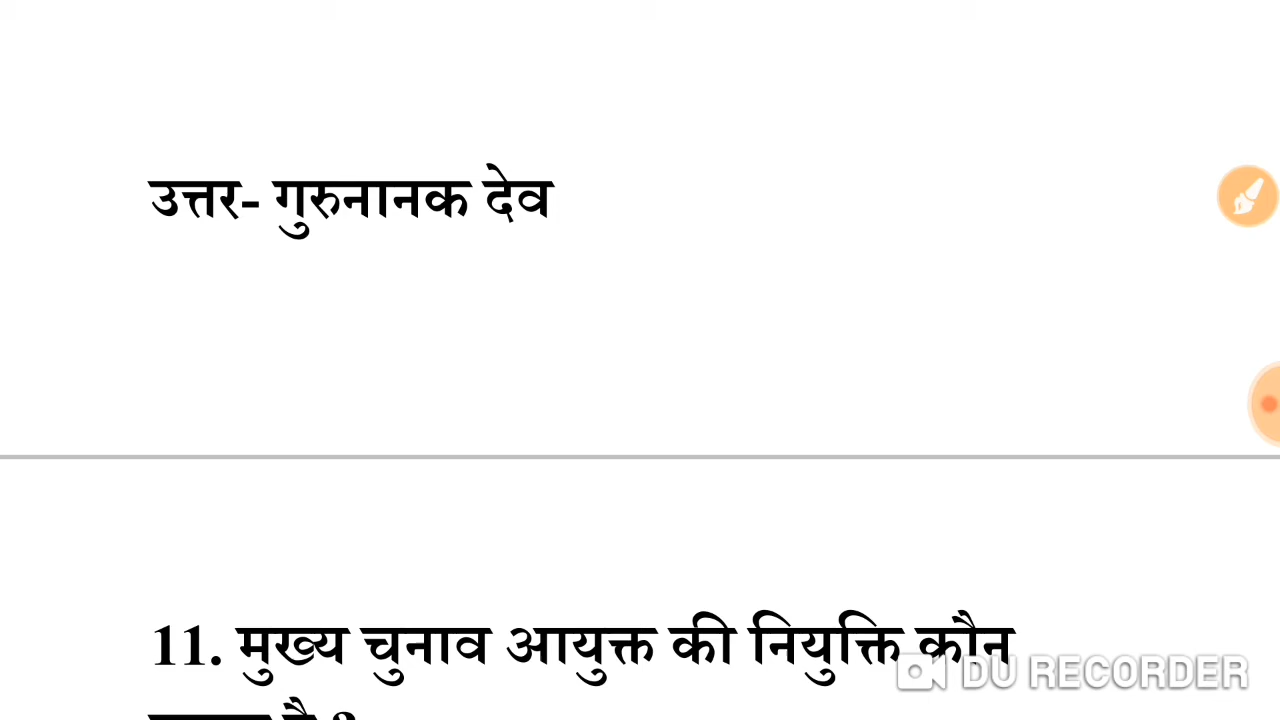 उत्तर- गुरुनानक देव
11. मुख्य चुनाव आयुक्त की नियुक्ति कौन
DU RECORDER
है ?